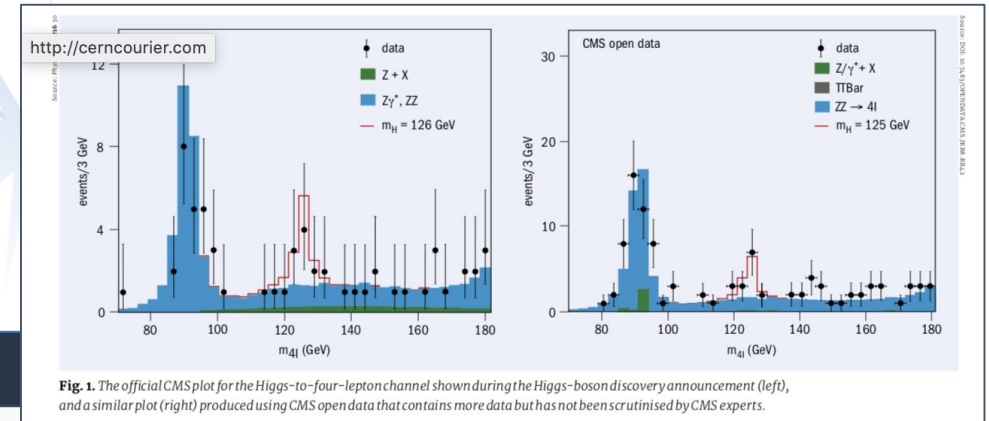 http://cerncourier.com
12
8
4
0
events/3 GeV
80
100
120
140
160
180
m4l (GeV)
data
Z + X
Zγ*, ZZ
mH = 126 GeV
CMS open data
30
20
10
0
events/3 GeV
80
100
120
140
160
180
m4l (GeV)
data
Z/γ* + X
TTBar
ZZ → 4l
mH = 125 GeV
Fig. 1. The official CMS plot for the Higgs-to-four-lepton channel shown during the Higgs-boson discovery announcement (left),
and a similar plot (right) produced using CMS open data that contains more data but has not been scrutinised by CMS experts.